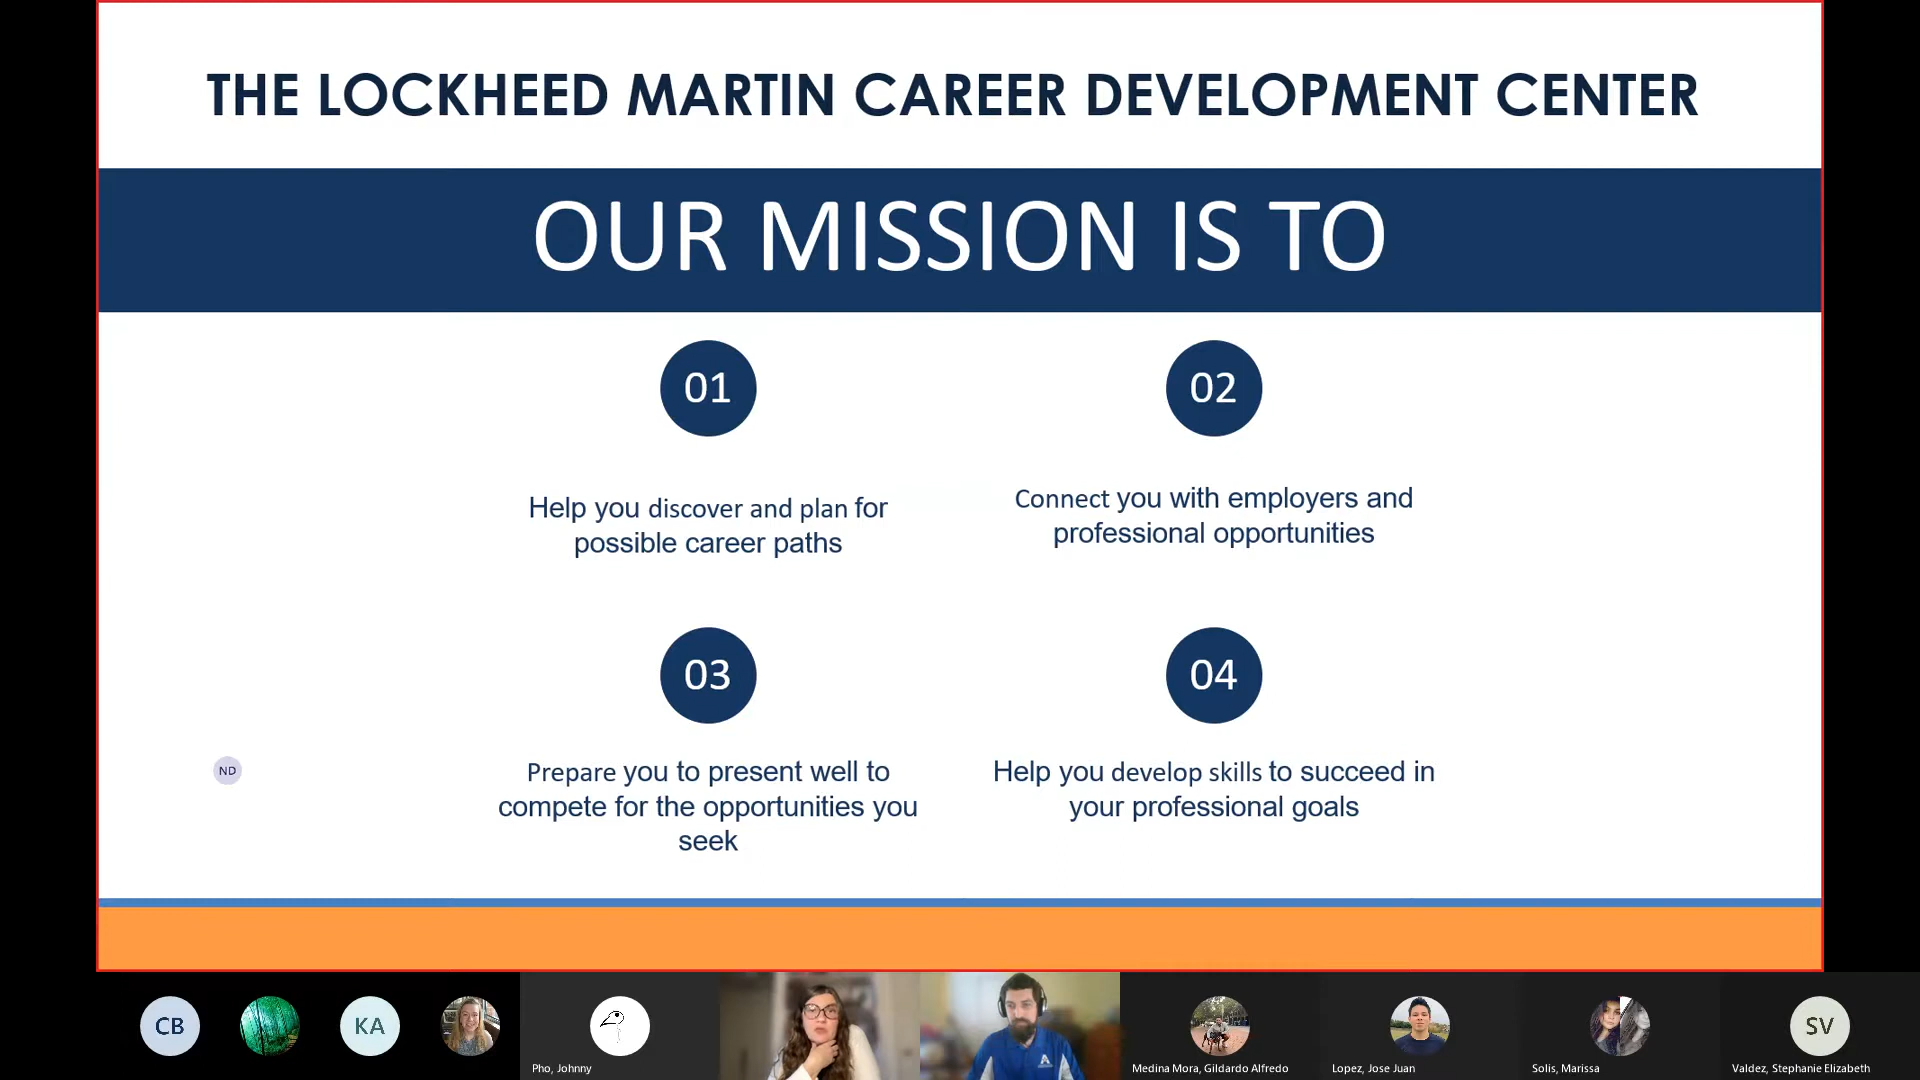 THE LOCKHEED MARTIN CAREER DEVELOPMENT CENTER
OUR MISSION IS TO
01
Help you discover and plan for
possible career paths
02
Connect you with employers and
professional opportunities
03
Prepare you to present well to
compete for the opportunities you
seek
04
Help you develop skills to succeed in
your professional goals
ND
CB
KA
Pho, Johnny
A
Medina Mora, Gildardo Alfredo
Lopez, Jose Juan
Solis, Marissa
SV
Valdez, Stephanie Elizabeth